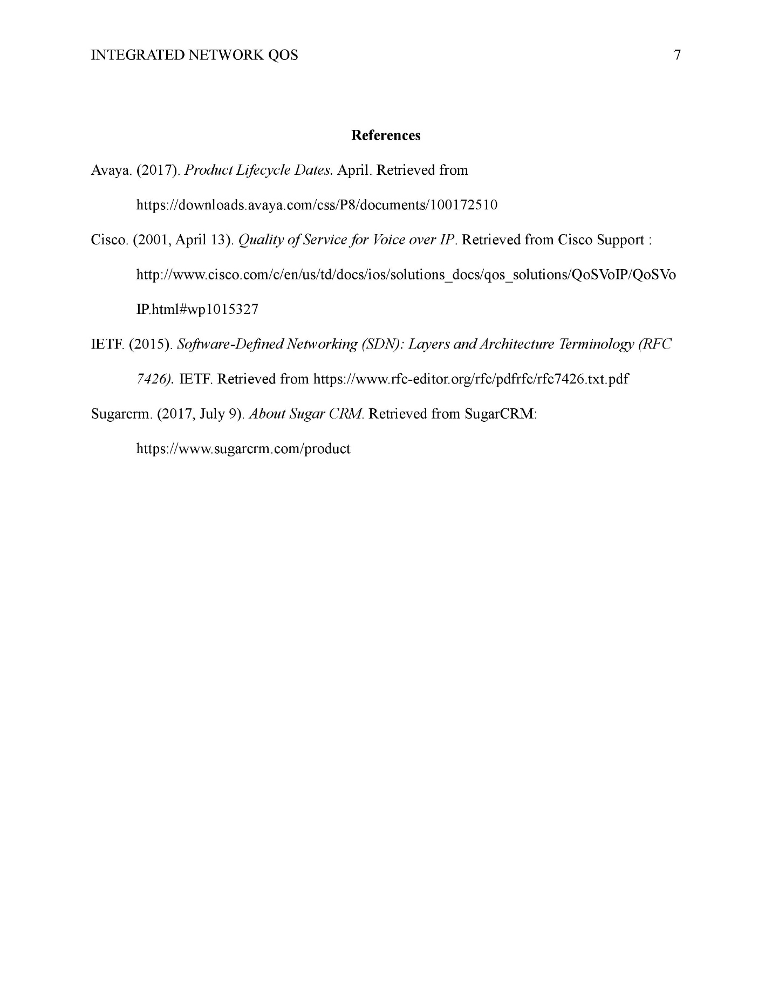 INTEGRATED NETWORK QOS 7
References
Avaya. (2017). Product Lifecycle Dates. April. Retrieved from
https://downloads.avaya.com/css/P8/documents/100172510
Cisco. (2001, April 13). Quality of Service for Voice over IP. Retrieved from Cisco Support :
http://www.cisco.com/c/en/us/td/docs/ios/solutions_docs/qos_solutions/QoSVoIP/QoSVo
IP.html#wp1015327
IETF. (2015). Software-Defined Networking (SDN): Layers and Architecture Terminology (RFC
7426). IETF. Retrieved from https://www.rfc-editor.org/rfc/pdfrfc/rfc7426.txt.pdf
Sugarcrm. (2017, July 9). About Sugar CRM. Retrieved from SugarCRM:
https://www.sugarcrm.com/product